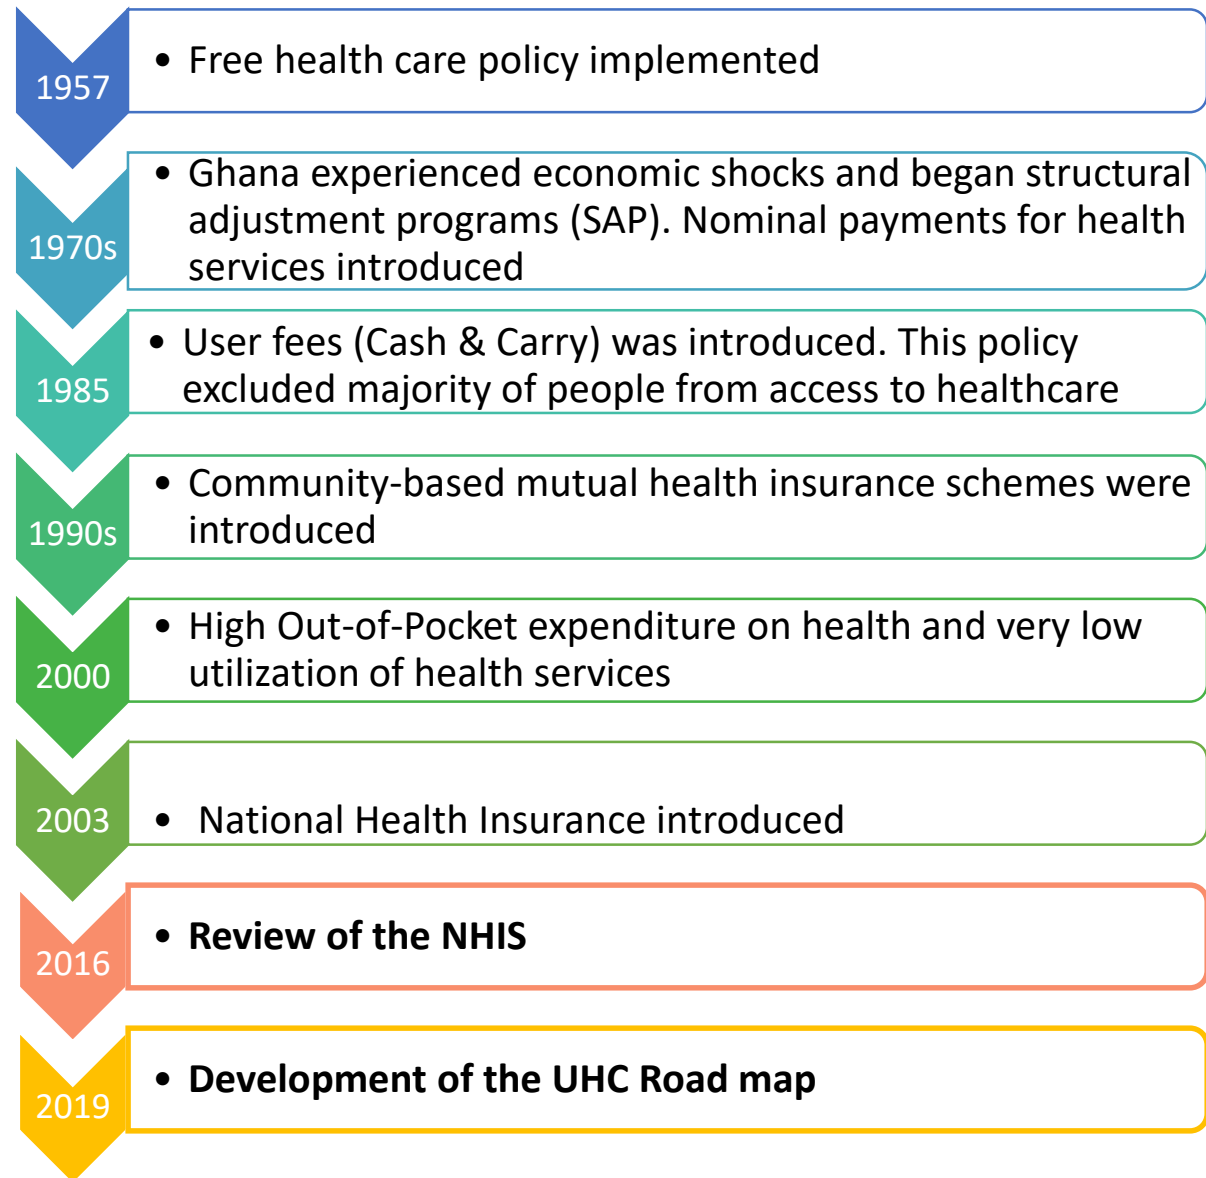 1957
• Free health care policy implemented
1970s
• Ghana experienced economic shocks and began structural
adjustment programs (SAP). Nominal payments for health
services introduced
1985
• User fees (Cash & Carry) was introduced. This policy
excluded majority of people from access to healthcare
1990s
• Community-based mutual health insurance schemes were
introduced
2000
• High Out-of-Pocket expenditure on health and very low
utilization of health services
2003
• National Health Insurance introduced
2016
• Review of the NHIS
2019
• Development of the UHC Road map